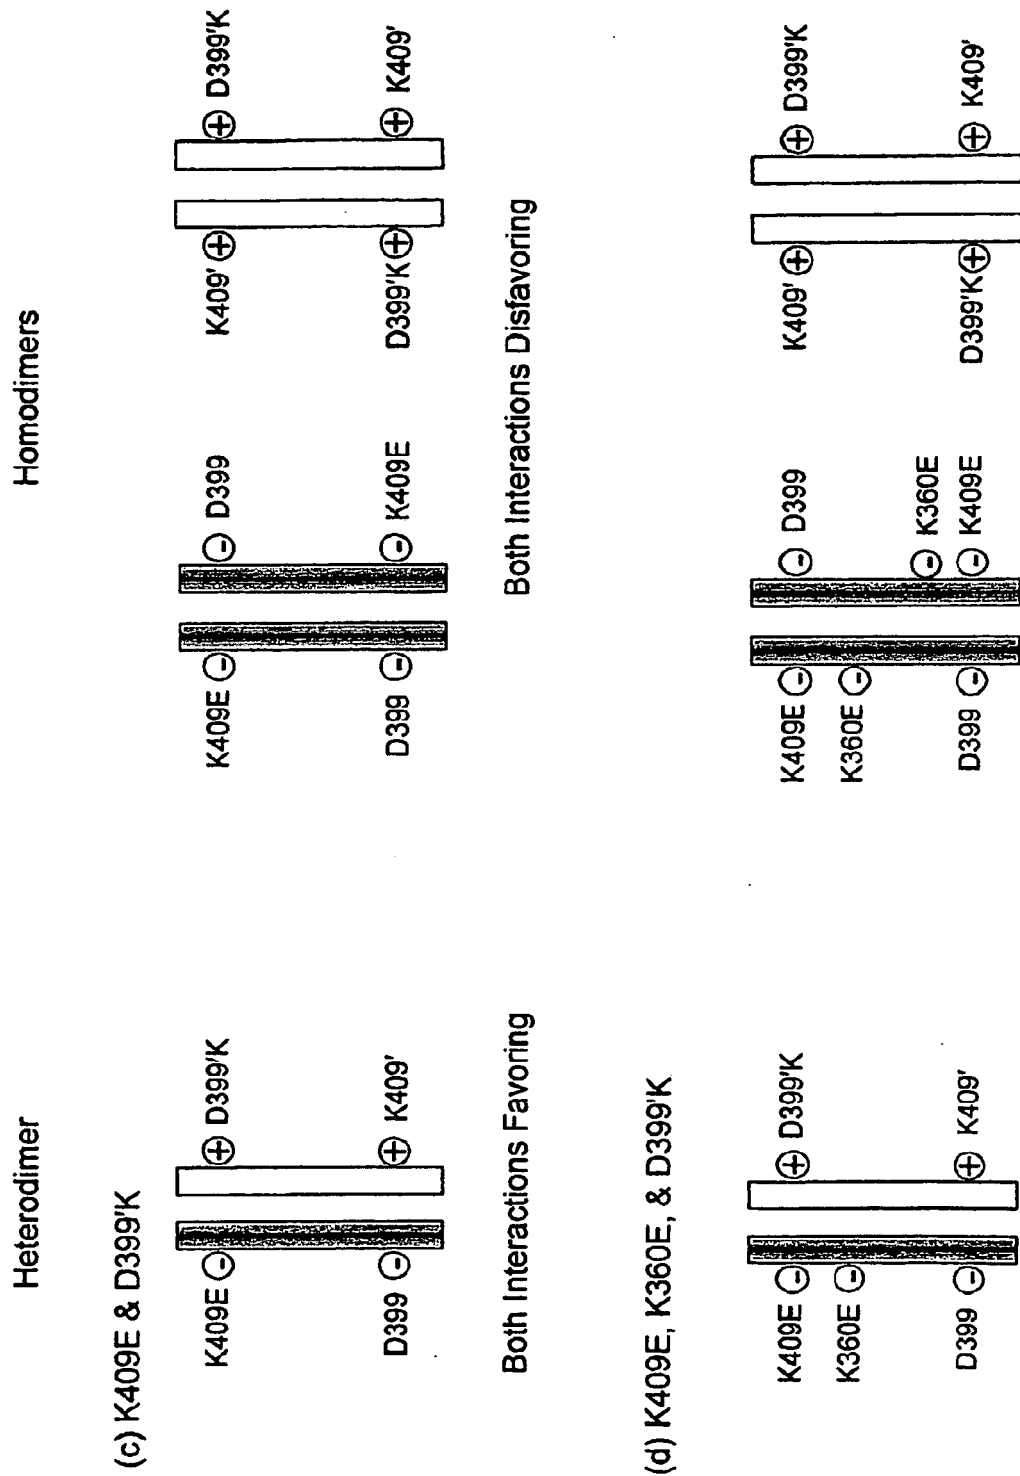 Heterodimer
Homodimers
(c) K409E & D399'K
K409E - + D399'K
D399 - + K409'
K409E - - D399
D399 - - K409E
K409' + + D399'K
D399'K + + K409'
Both Interactions Favoring
Both Interactions Disfavoring
(d) K409E, K360E, & D399'K
K409E - + D399'K
K360E -
D399 - + K409'
K409E - - D399
K360E - - K360E
D399 - - K409E
K409' + + D399'K
D399'K + + K409'